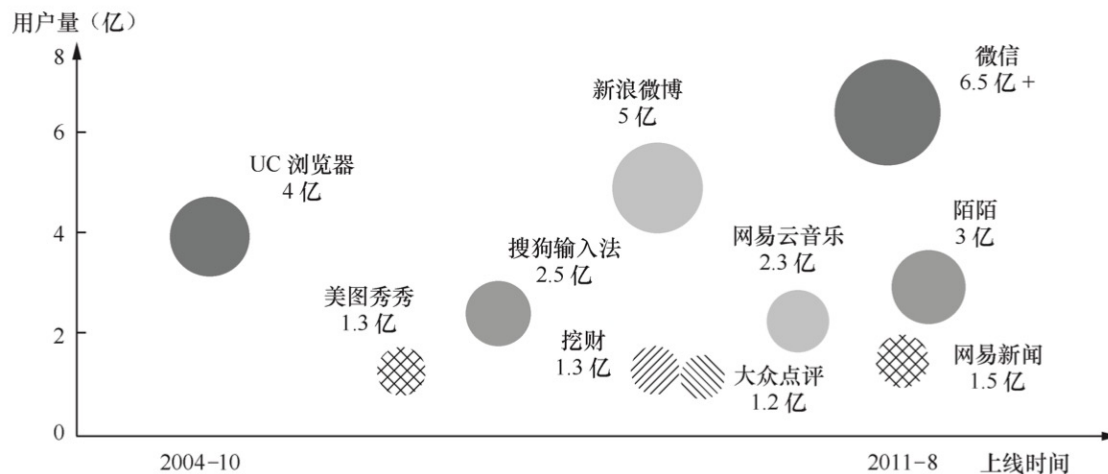 用户量（亿）
8
6
4
2
0
UC 浏览器
4 亿
美图秀秀
1.3 亿
搜狗输入法
2.5 亿
新浪微博
5 亿
挖财
1.3 亿
大众点评
1.2 亿
网易云音乐
2.3 亿
微信
6.5 亿 +
陌陌
3 亿
网易新闻
1.5 亿
2004-10
2011-8
上线时间